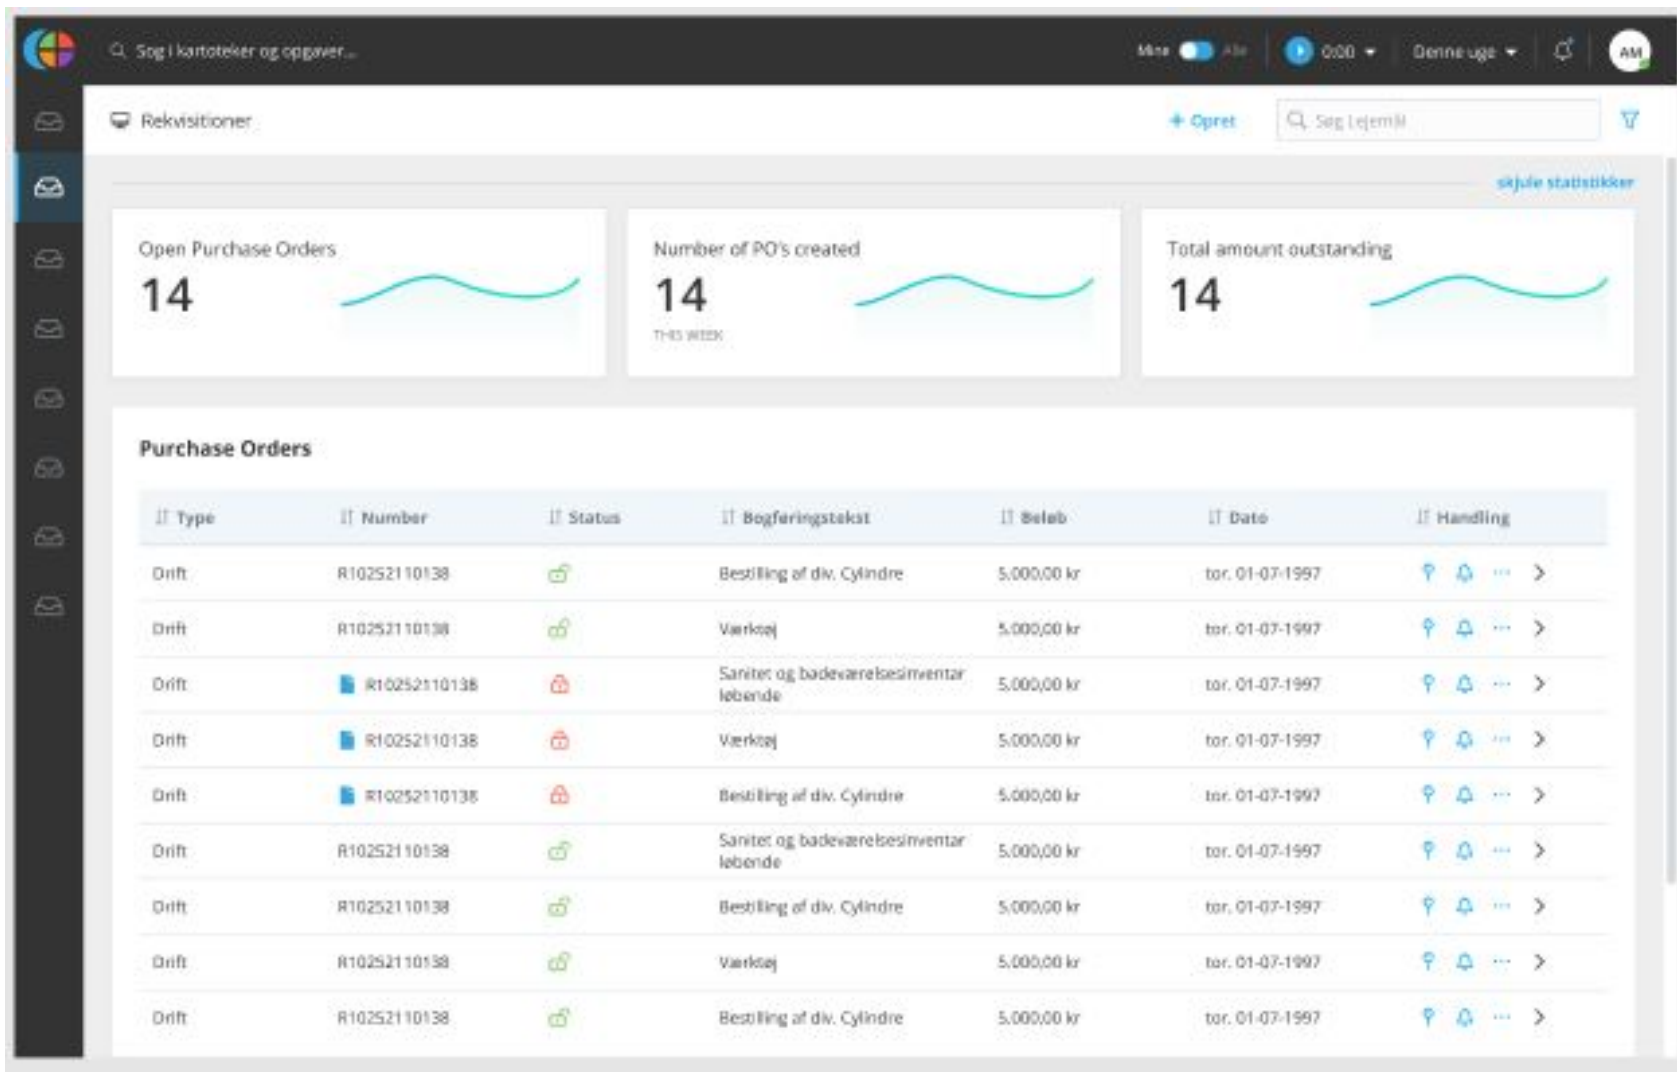 Søg i kartoteker og opgaver...
Mine Alle 0:00 Denne uge AM
Rekvisitioner
+ Opret
Søg Lejemål
skjule statistikker
Open Purchase Orders
14
Number of PO's created
14
THIS WEEK
Total amount outstanding
14
Purchase Orders
Type Number Status Bogføringstekst Beløb Dato Handling
Drift R10252110138 Bestilling af div. Cylindre 5.000,00 kr tor. 01-07-1997
Drift R10252110138 Værktøj 5.000,00 kr tor. 01-07-1997
Drift R10252110138 Sanitet og badeværelsesinventar
løbende 5.000,00 kr tor. 01-07-1997
Drift R10252110138 Værktøj 5.000,00 kr tor. 01-07-1997
Drift R10252110138 Bestilling af div. Cylindre 5.000,00 kr tor. 01-07-1997
Drift R10252110138 Sanitet og badeværelsesinventar
løbende 5.000,00 kr tor. 01-07-1997
Drift R10252110138 Bestilling af div. Cylindre 5.000,00 kr tor. 01-07-1997
Drift R10252110138 Værktøj 5.000,00 kr tor. 01-07-1997
Drift R10252110138 Bestilling af div. Cylindre 5.000,00 kr tor. 01-07-1997